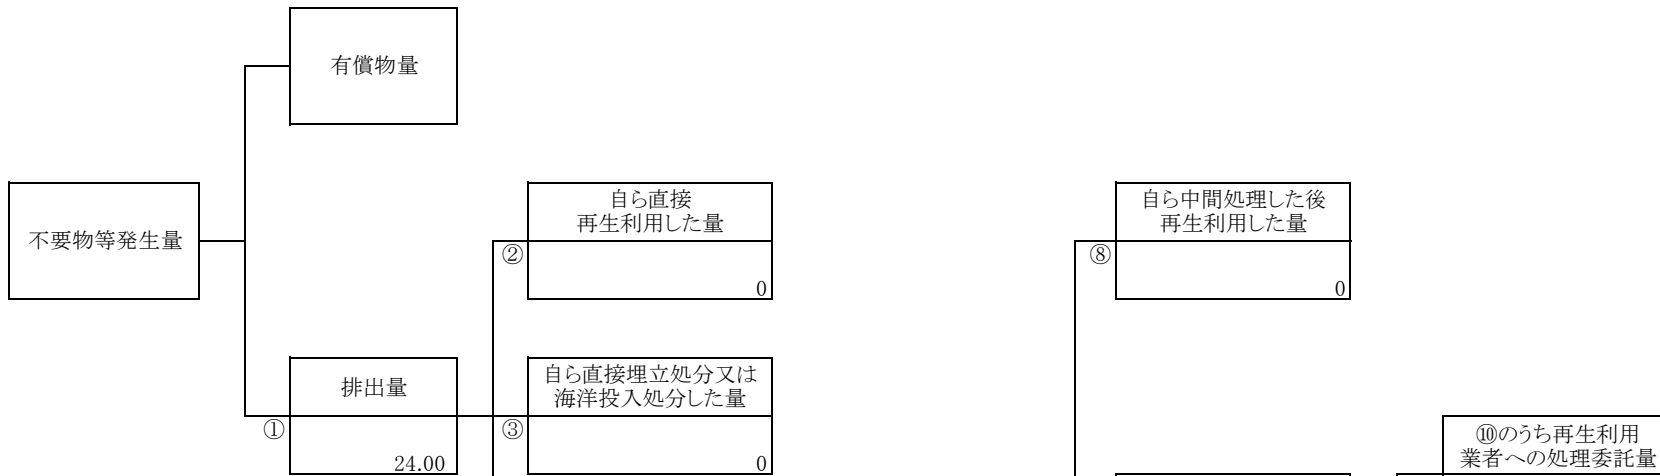 有償物量
不要物等発生量
自ら直接
再生利用した量
②
0
自ら中間処理した後
再生利用した量
⑧
0
排出量
①
24.00
自ら直接埋立処分又は
海洋投入処分した量
③
0
⑩のうち再生利用
業者への処理委託量